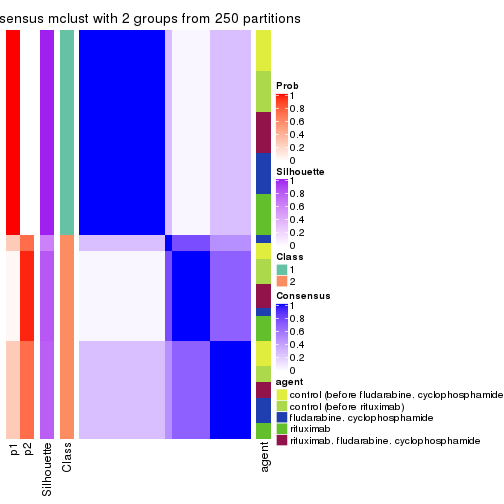 sensus mclust with 2 groups from 250 partitions
Prob
1
0.8
0.6
0.4
0.2
0
Silhouette
1
0.8
0.6
0.4
0.2
0
Class
1
2
Consensus
1
0.8
0.6
0.4
0.2
0
agent
control (before fludarabine. cyclophosphamide
control (before rituximab)
fludarabine. cyclophosphamide
rituximab
rituximab. fludarabine. cyclophosphamide
p1
p2
Silhouette
Class
agent